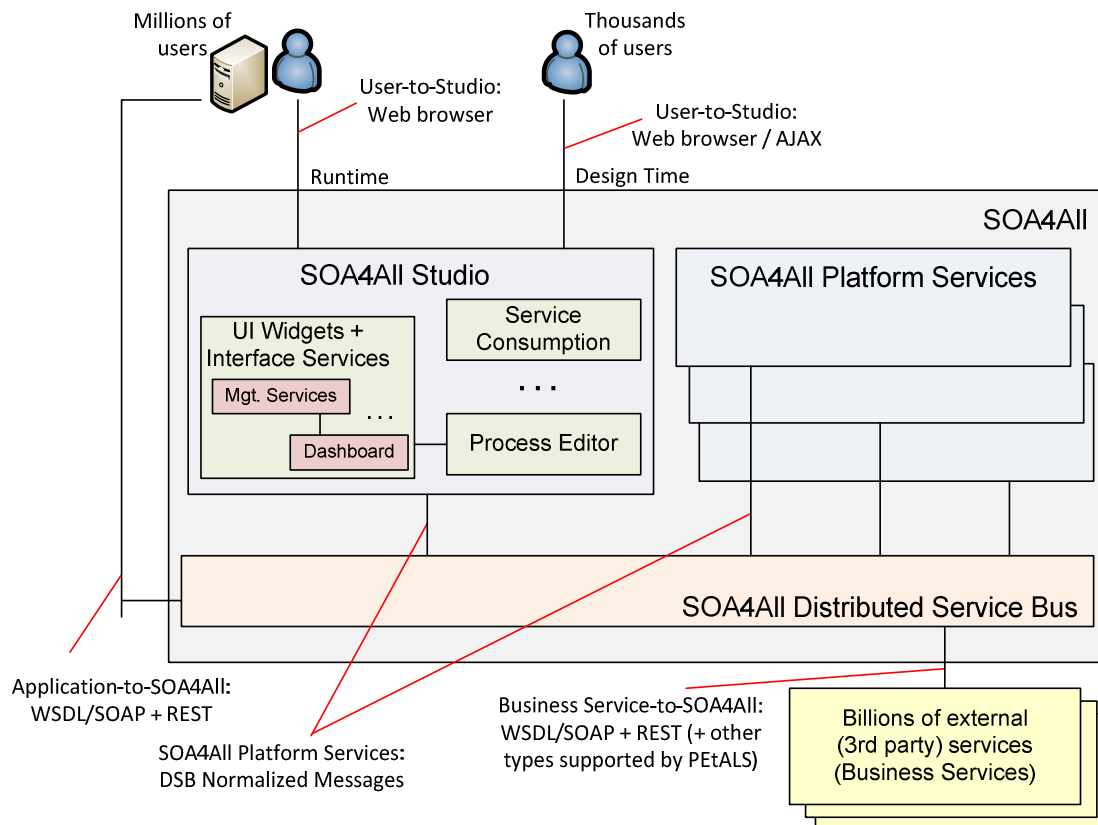 Millions of
users
Thousands
of users
User-to-Studio:
Web browser
User-to-Studio:
Web browser / AJAX
Runtime
Design Time
SOA4All
SOA4All Studio
SOA4All Platform Services
UI Widgets +
Interface Services
Service
Consumption
Mgt. Services
. . .
. . .
Dashboard
Process Editor
SOA4All Distributed Service Bus
Application-to-SOA4All:
WSDL/SOAP + REST
SOA4All Platform Services:
DSB Normalized Messages
Business Service-to-SOA4All:
WSDL/SOAP + REST (+ other
types supported by PEtALS)
Billions of external
(3rd party) services
(Business Services)